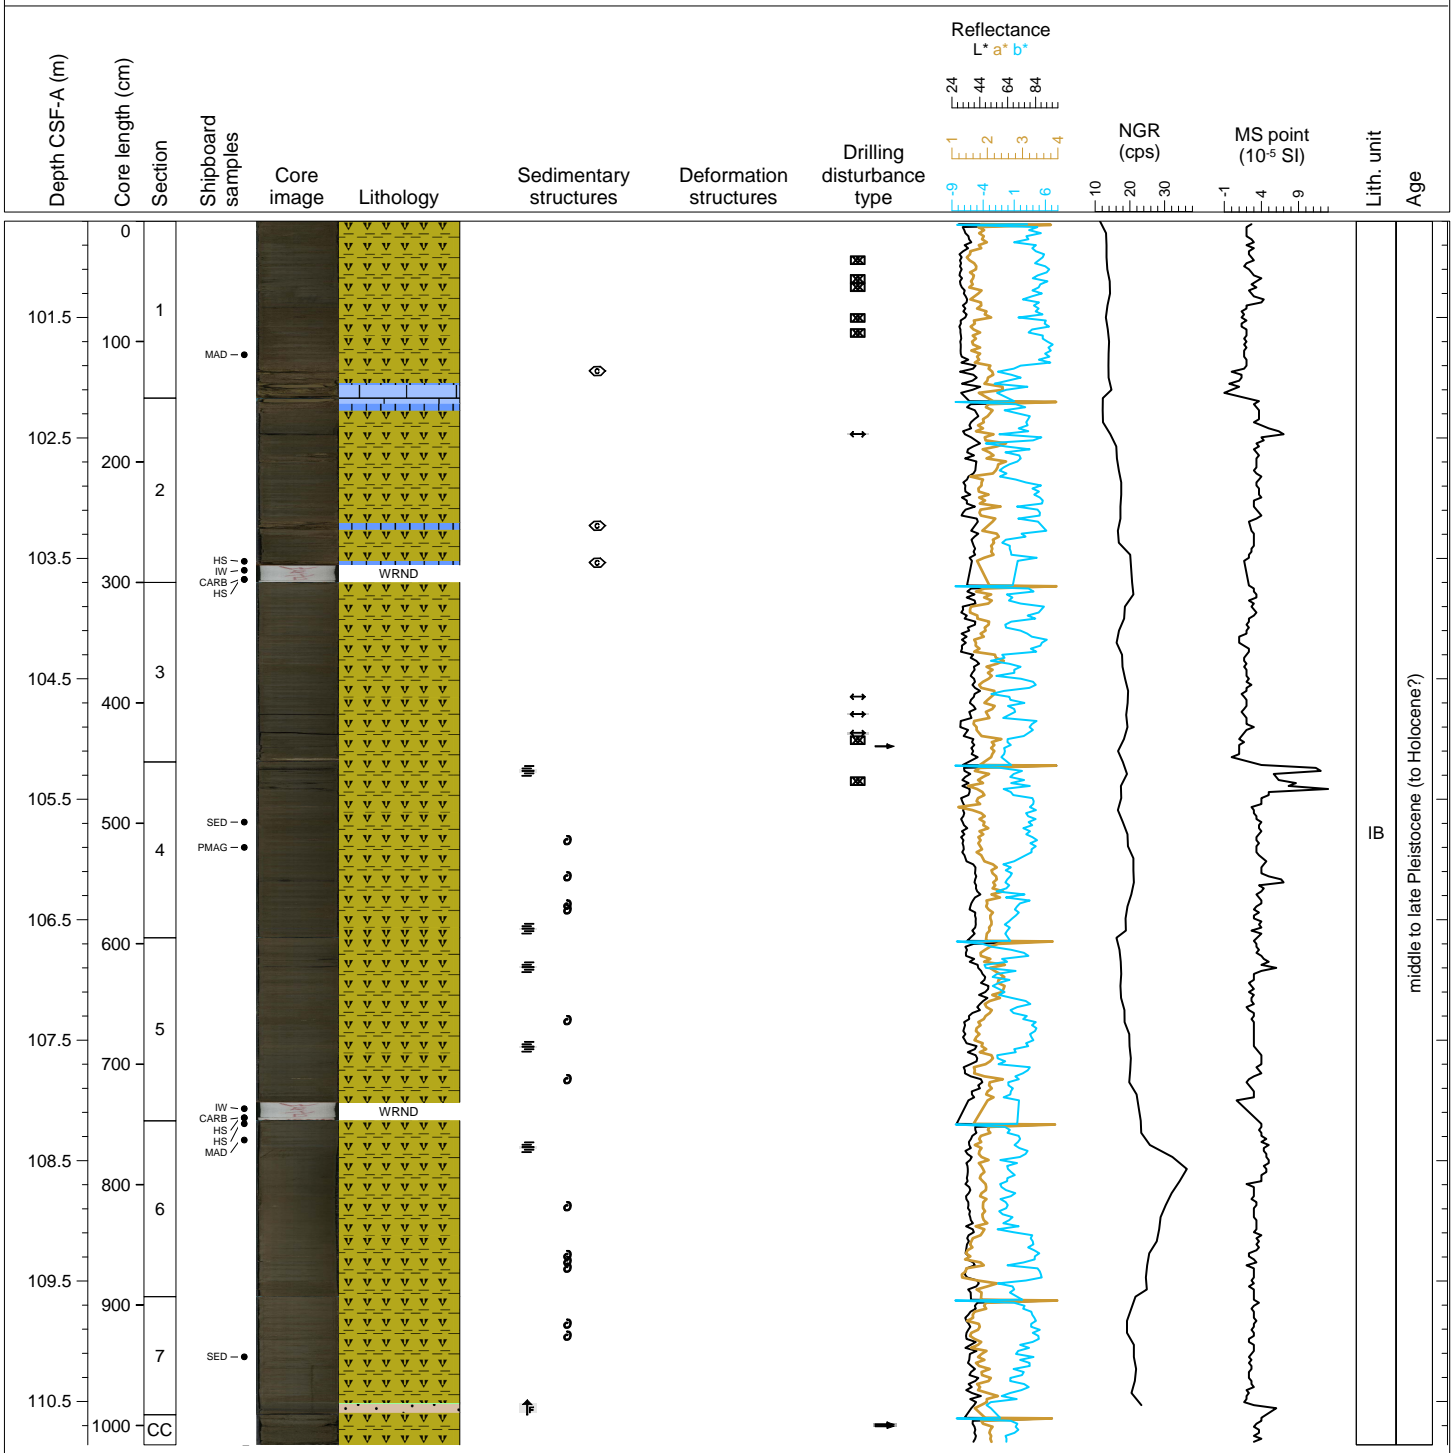 Depth CSF-A (m)
Core length (cm)
Section
Shipboard
samples
Core
image
Lithology
Sedimentary
structures
Deformation
structures
Drilling
disturbance
type
Reflectance
L* a* b*
24 44 64 84
1 2 3 4
-9 -4 1 6
NGR
(cps)
10 20 30
MS point
(10-5 SI)
-1 4 9
Lith. unit
Age
0
1
101.5
100
MAD
102.5
200
2
103.5
HS
IW
WRND
CARB
300
HS
3
104.5
400
105.5
SED
500
4
PMAG
IB
106.5
600
middle to late Pleistocene (to Holocene?)
5
107.5
700
IW
WRND
CARB
HS
HS
MAD
108.5
800
6
109.5
900
7
SED
110.5
F
1000
CC